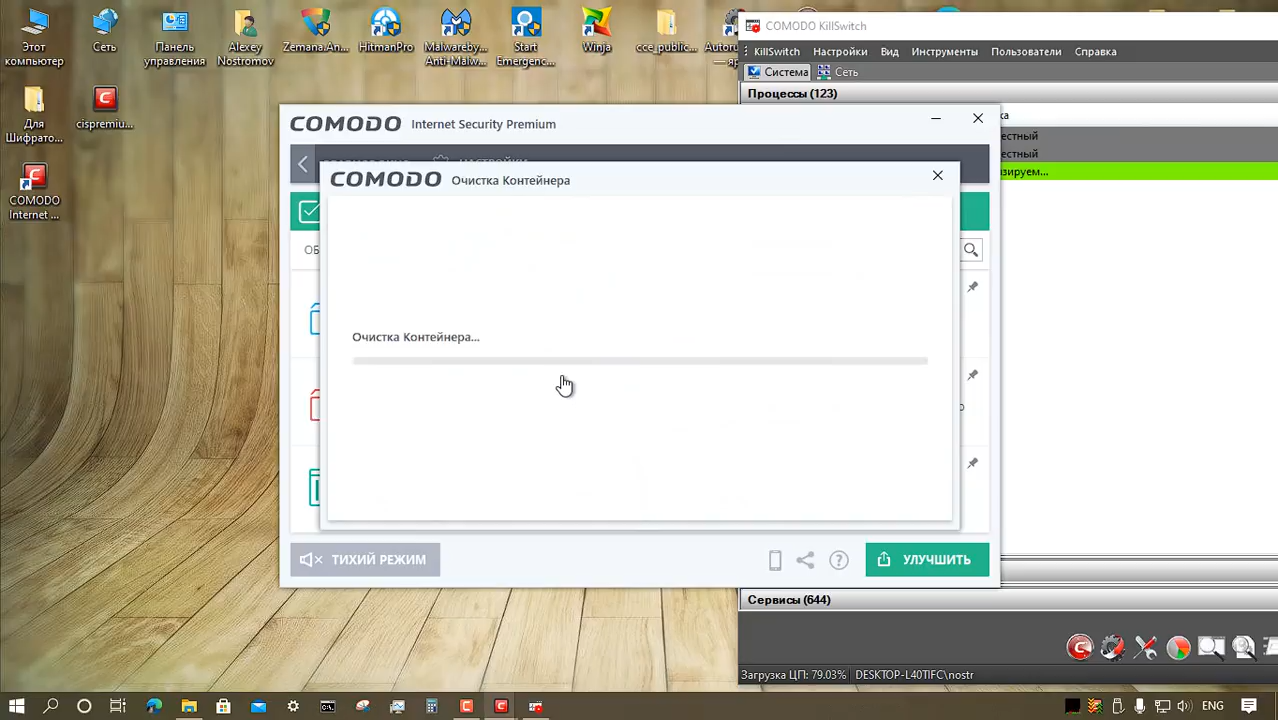 Этот
компьютер
Сеть
Панель
управления
Alexey
Nostromov
Zemana.An...
HitmanPro
Malwareby...
Anti-Malw...
Start
Emergenc...
Winja
cce_public...
Для
Шифрато...
cispremiu...
COMODO
Internet ...
COMODO KillSwitch
KillSwitch Настройки Вид Инструменты Пользователи Справка
Система Сеть
Процессы (123)
зируем...
COMODO Internet Security Premium
COMODO Очистка Контейнера
ОБ
Очистка Контейнера...
ТИХИЙ РЕЖИМ
УЛУЧШИТЬ
Сервисы (644)
Загрузка ЦП: 79.03% DESKTOP-L40TIFC\nostr
ENG